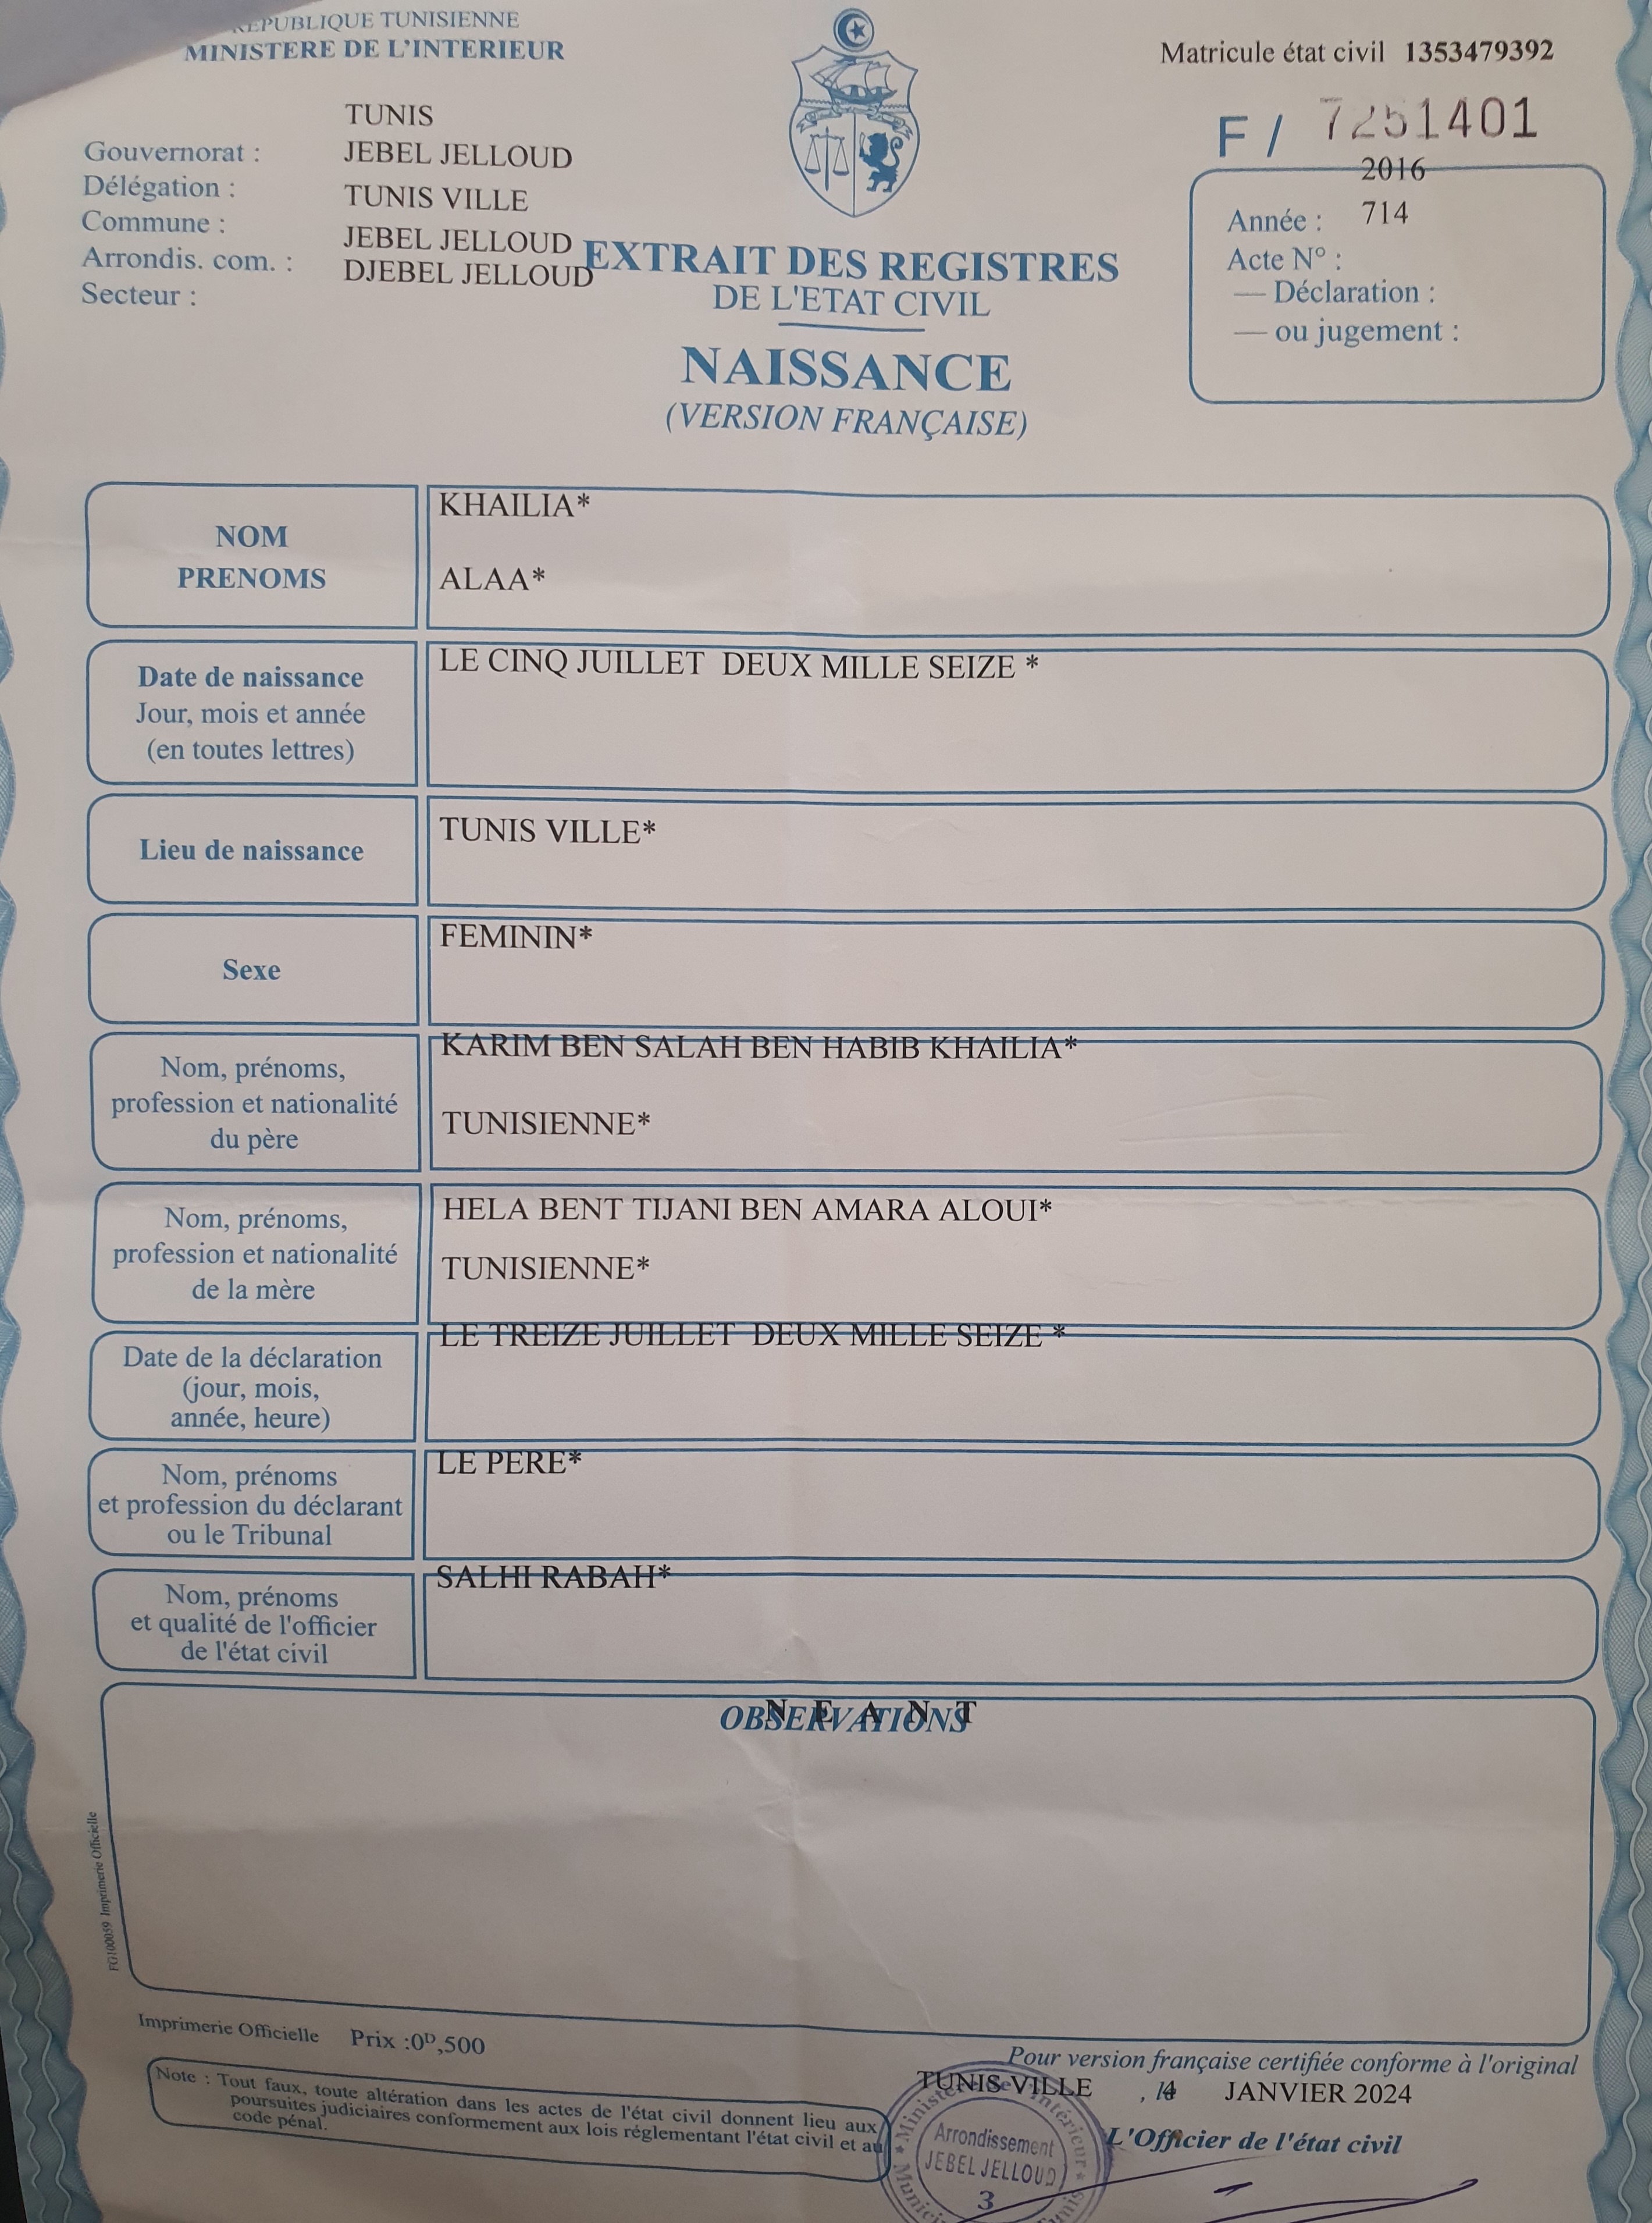 REPUBLIQUE TUNISIENNE
MINISTERE DE L'INTERIEUR
Matricule état civil 1353479392
F / 7251401
TUNIS
Gouvernorat :
JEBEL JELLOUD
Délégation :
TUNIS VILLE
Commune :
JEBEL JELLOUD
Arrondis. com. :
DJEBEL JELLOUD
Secteur :
2016
Année :
714
Acte N° :
— Déclaration :
— ou jugement :
EXTRAIT DES REGISTRES
DE L'ETAT CIVIL
NAISSANCE
(VERSION FRANÇAISE)
NOM
PRENOMS
KHAILIA*
ALAA*
Date de naissance
Jour, mois et année
(en toutes lettres)
LE CINQ JUILLET DEUX MILLE SEIZE *
Lieu de naissance
TUNIS VILLE*
Sexe
FEMININ*
Nom, prénoms,
profession et nationalité
du père
KARIM BEN SALAH BEN HABIB KHAILIA*
TUNISIENNE*
Nom, prénoms,
profession et nationalité
de la mère
HELA BENT TIJANI BEN AMARA ALOUI*
TUNISIENNE*
Date de la déclaration
(jour, mois,
année, heure)
LE TREIZE JUILLET DEUX MILLE SEIZE *
Nom, prénoms
et profession du déclarant
ou le Tribunal
LE PERE*
Nom, prénoms
et qualité de l'officier
de l'état civil
SALHI RABAH*
OBSERVATIONS
N E A N T
FG100059 Imprimerie Officielle
Imprimerie Officielle Prix :0D,500
Note : Tout faux, toute altération dans les actes de l'état civil donnent lieu aux
poursuites judiciaires conformement aux lois réglementant l'état civil et au
code pénal.
Pour version française certifiée conforme à l'original
TUNIS VILLE , JANVIER 2024
L'Officier de l'état civil
Ministère de l'Intérieur
Arrondissement
JEBEL JELLOUD
3
Tunis